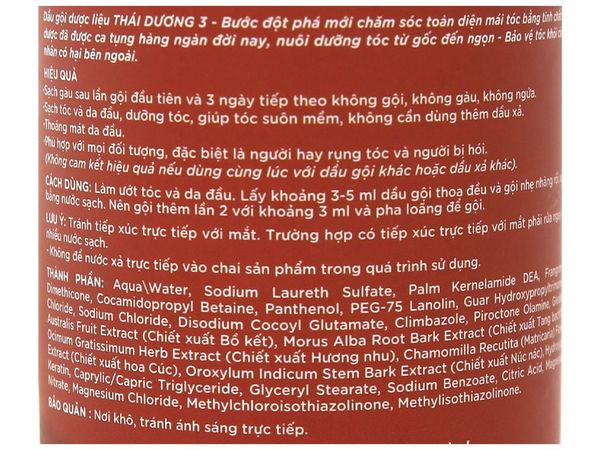 Dầu gội dược liệu THÁI DƯƠNG 3 - Bước đột phá mới chăm sóc toàn diện mái tóc bằng tinh chất
dược đã được ca tụng hàng ngàn đời nay, nuôi dưỡng tóc từ gốc đến ngọn - Bảo vệ tóc khỏi
nhân có hại bên ngoài.
HIỆU QUẢ
-Sạch gàu sau lần gội đầu tiên và 3 ngày tiếp theo không gội, không gàu, không ngứa.
-Sạch tóc và da đầu, dưỡng tóc, giúp tóc suôn mềm, không cần dùng thêm dầu xả.
-Thoáng mát da đầu.
-Phù hợp với mọi đối tượng, đặc biệt là người hay rụng tóc và người bị hói.
(Không cam kết hiệu quả nếu dùng cùng lúc với dầu gội khác hoặc dầu xả khác).
CÁCH DÙNG: Làm ướt tóc và da đầu. Lấy khoảng 3-5 ml dầu gội thoa đều và gội nhẹ nhàng rồi
bằng nước sạch. Nên gội thêm lần 2 với khoảng 3 ml và pha loãng để gội.
LƯU Ý: Tránh tiếp xúc trực tiếp với mắt. Trường hợp có tiếp xúc trực tiếp với mắt phải rửa ngay
nhiều nước sạch.
- Không để nước xả trực tiếp vào chai sản phẩm trong quá trình sử dụng.
THÀNH PHẦN: Aqua\Water, Sodium Laureth Sulfate, Palm Kernelamide DEA,
Dimethicone, Cocamidopropyl Betaine, Panthenol, PEG-75 Lanolin, Guar
Chloride, Sodium Chloride, Disodium Cocoyl Glutamate, Climbazole, Piroctone Olamine,
Australis Fruit Extract (Chiết xuất Bồ kết), Morus Alba Root Bark Extract (Chiết xuất Tang
Ocimum Gratissimum Herb Extract (Chiết xuất Hương nhu), Chamomilla Recutita (Matricaria)
Extract (Chiết xuất hoa Cúc), Oroxylum Indicum Stem Bark Extract (Chiết xuất Núc nác),
Keratin, Caprylic/Capric Triglyceride, Glyceryl Stearate, Sodium Benzoate, Citric Acid,
Nitrate, Magnesium Chloride, Methylchloroisothiazolinone, Methylisothiazolinone.
BẢO QUẢN : Nơi khô, tránh ánh sáng trực tiếp.